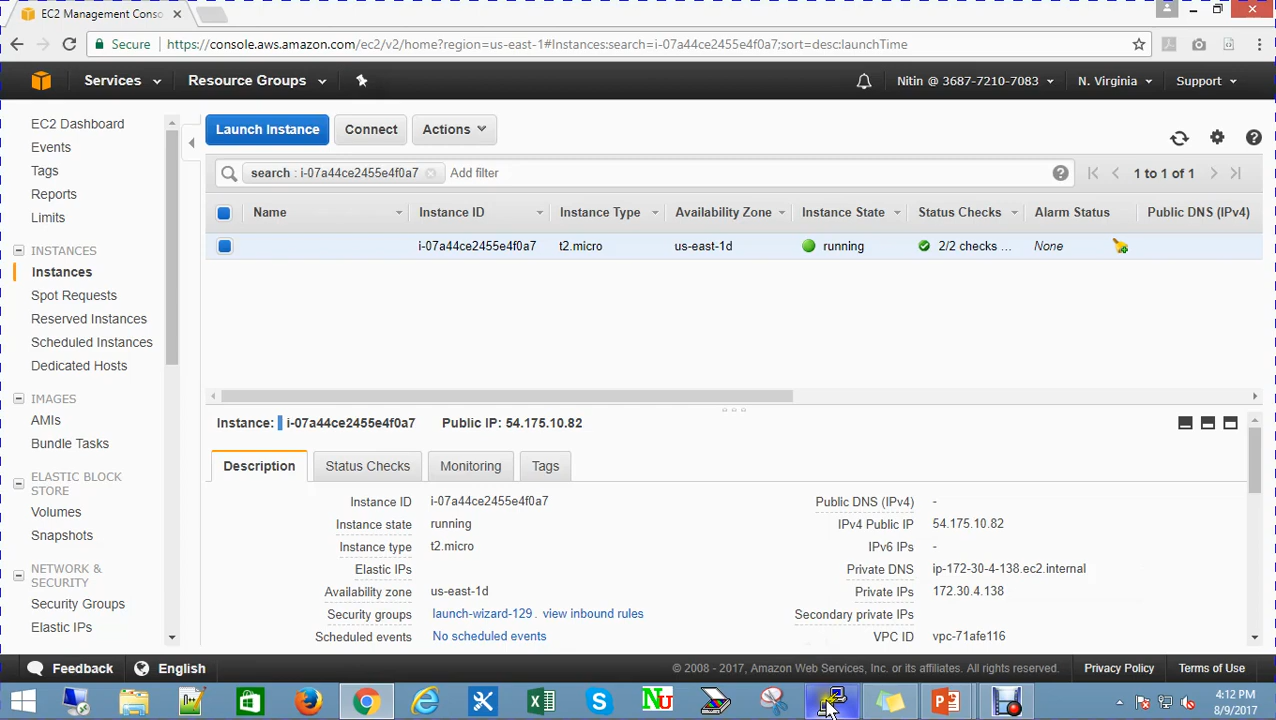 EC2 Management Conso
Secure
https://console.aws.amazon.com/ec2/v2/home?region=us-east-1#Instances:search=i-07a44ce2455e4f0a7;sort=desc:launchTime
Services
Resource Groups
Nitin @ 3687-7210-7083
N. Virginia
Support
EC2 Dashboard
Events
Tags
Reports
Limits
INSTANCES
Instances
Spot Requests
Reserved Instances
Scheduled Instances
Dedicated Hosts
IMAGES
AMIs
Bundle Tasks
ELASTIC BLOCK
STORE
Volumes
Snapshots
NETWORK &
SECURITY
Security Groups
Elastic IPs
Launch Instance
Connect
Actions
search : i-07a44ce2455e4f0a7
Add filter
1 to 1 of 1
Name
Instance ID
Instance Type
Availability Zone
Instance State
Status Checks
Alarm Status
Public DNS (IPv4)
i-07a44ce2455e4f0a7
t2.micro
us-east-1d
running
2/2 checks ...
None
Instance: i-07a44ce2455e4f0a7
Public IP: 54.175.10.82
Description
Status Checks
Monitoring
Tags
Instance ID i-07a44ce2455e4f0a7
Instance state running
Instance type t2.micro
Elastic IPs
Availability zone us-east-1d
Security groups launch-wizard-129. view inbound rules
Scheduled events No scheduled events
Public DNS (IPv4) -
IPv4 Public IP 54.175.10.82
IPv6 IPs -
Private DNS ip-172-30-4-138.ec2.internal
Private IPs 172.30.4.138
Secondary private IPs
VPC ID vpc-71afe116
Feedback
English
© 2008 - 2017, Amazon Web Services, Inc. or its affiliates. All rights reserved.
Privacy Policy
Terms of Use
4:12 PM
8/9/2017